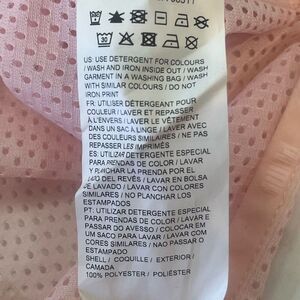 30
US: USE DETERGENT FOR COLOURS
/ WASH AND IRON INSIDE OUT / WASH
GARMENT IN A WASHING BAG / WASH
WITH SIMILAR COLOURS / DO NOT
IRON PRINT
FR: UTILISER DÉTERGENT POUR
COULEUR / LAVER ET REPASSER
À L'ENVERS / LAVER LE VÊTEMENT
DANS UN SAC À LINGE / LAVER AVEC
DES COULEURS SIMILAIRES / NE PAS
REPASSER LES IMPRIMÉS
ES: UTILIZAR DETERGENTE ESPECIAL
PARA PRENDAS DE COLOR / LAVAR
Y PLANCHAR LA PRENDA POR EL
LADO DEL REVÉS / LAVAR EN BOLSA
DE LAVADO / LAVAR CON COLORES
SIMILARES / NO PLANCHAR LOS
ESTAMPADOS
PT: UTILIZAR DETERGENTE ESPECIAL
PARA PRENDAS DE COLOR / LAVAR E
PASSAR DO AVESSO / COLOCAR EM
UM SACO PARA LAVAR / LAVAR COM
CORES SIMILARES / NÃO PASSAR O
ESTAMPADO
SHELL / COQUILLE / EXTERIOR /
CAMADA
100% POLYESTER / POLIÉSTER